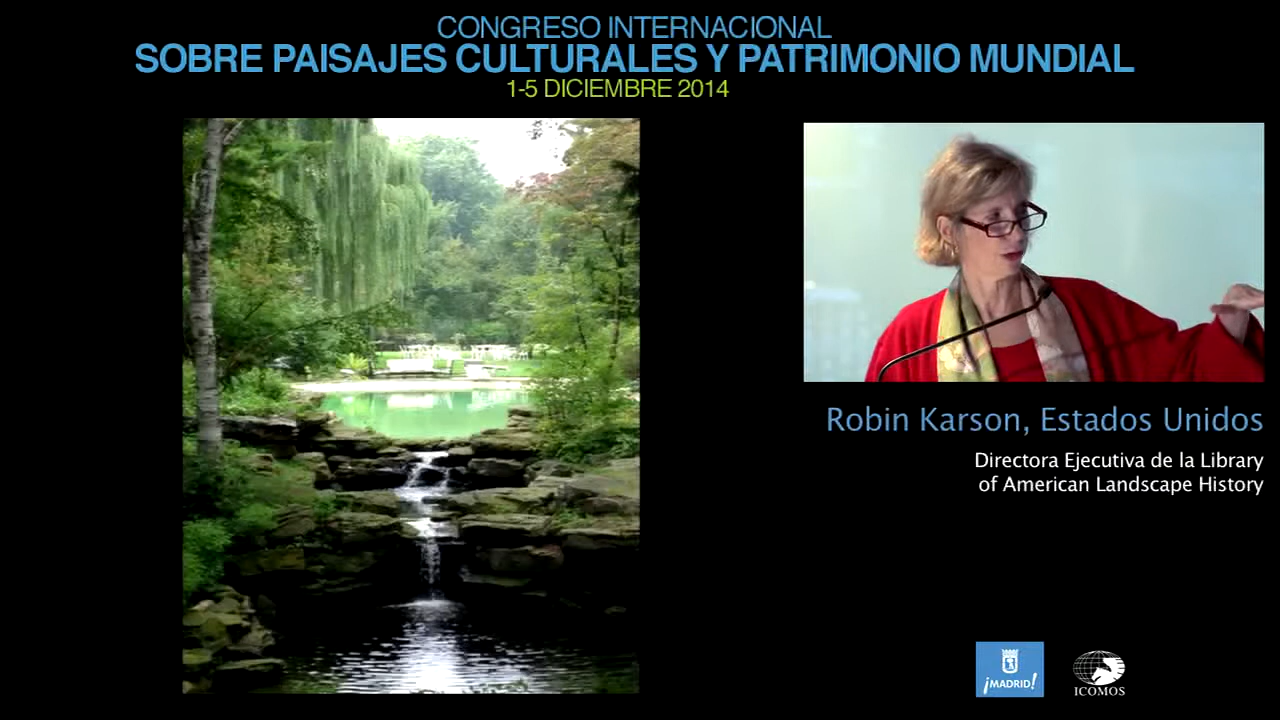 CONGRESO INTERNACIONAL
SOBRE PAISAJES CULTURALES Y PATRIMONIO MUNDIAL
1-5 DICIEMBRE 2014
Robin Karson, Estados Unidos
Directora Ejecutiva de la Library
of American Landscape History
¡MADRID!
ICOMOS